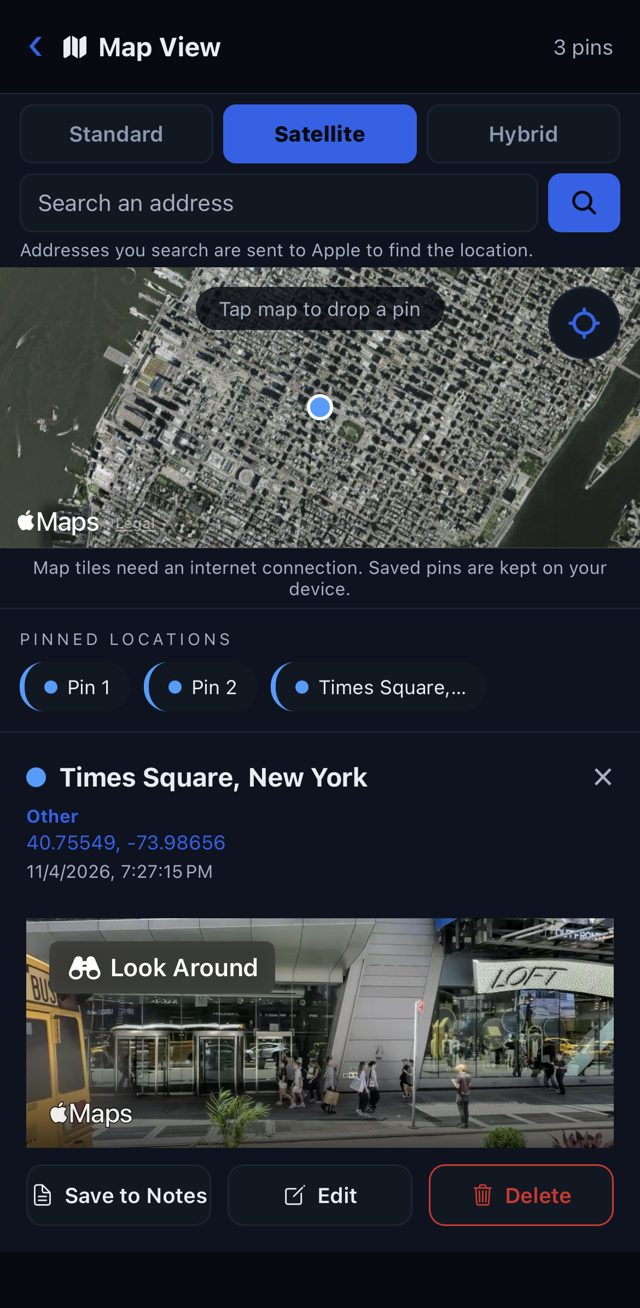 Map View
3 pins
Standard
Satellite
Hybrid
Search an address
Addresses you search are sent to Apple to find the location.
Tap map to drop a pin
Maps
Legal
Map tiles need an internet connection. Saved pins are kept on your
device.
PINNED LOCATIONS
Pin 1
Pin 2
Times Square,...
Times Square, New York
Other
40.75549, -73.98656
11/4/2026, 7:27:15 PM
Look Around
BUS
OUTFRONT
LOFT
Maps
Save to Notes
Edit
Delete